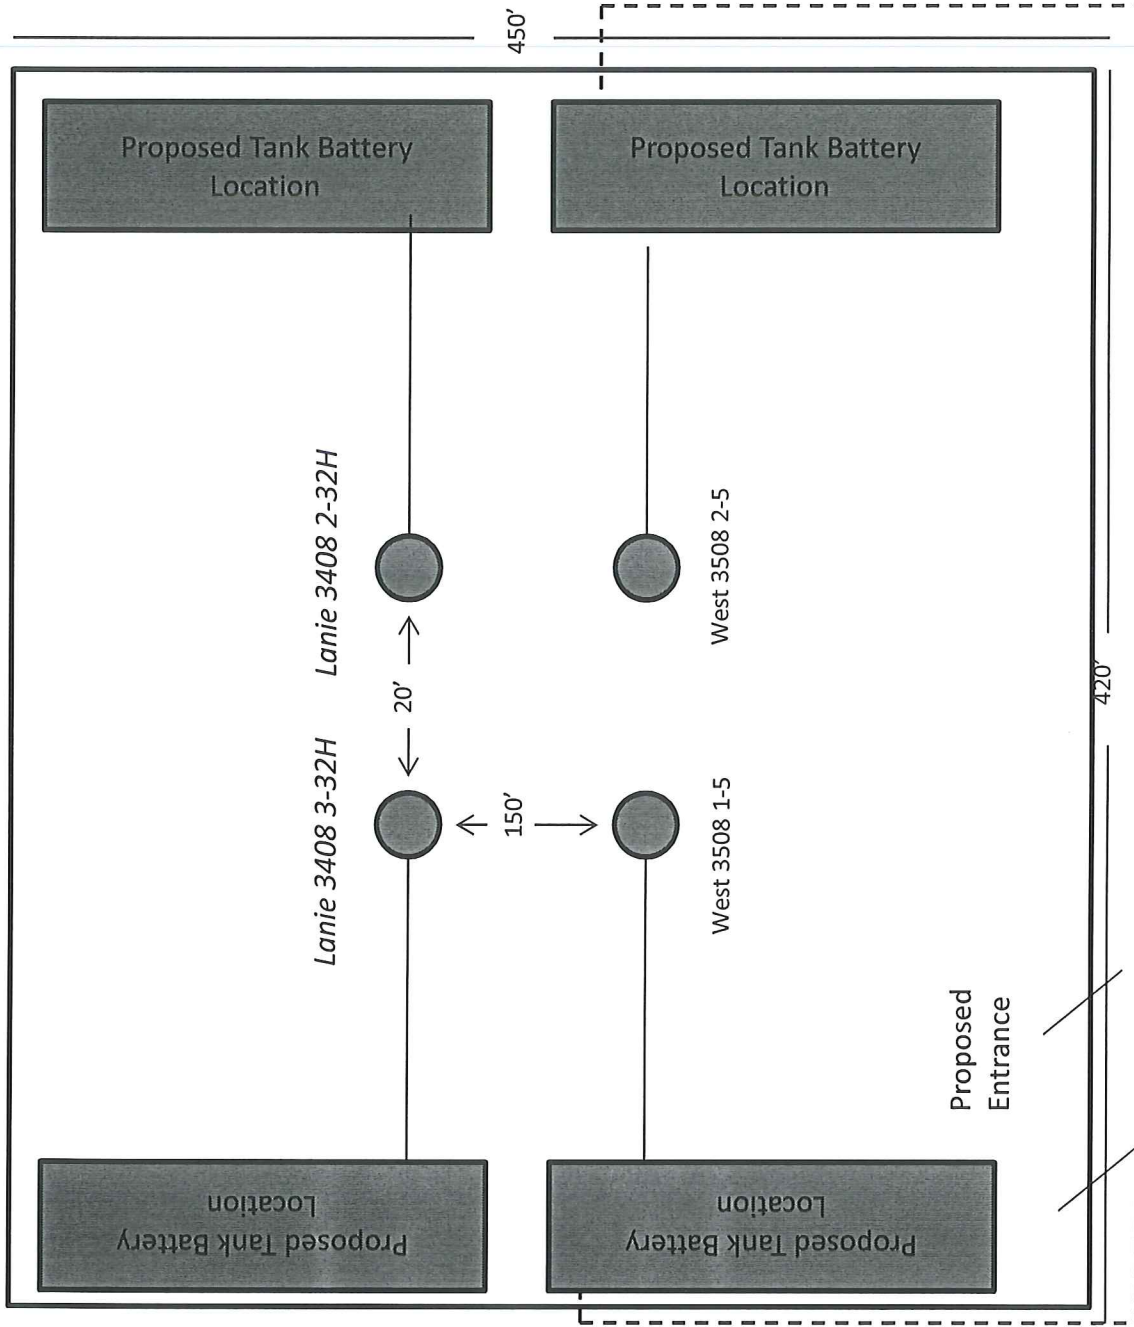 450'
Proposed Tank Battery
Location
Proposed Tank Battery
Location
Lanie 3408 2-32H
West 3508 2-5
20'
Lanie 3408 3-32H
150'
West 3508 1-5
420'
Proposed
Entrance
Proposed Tank Battery
Location
Proposed Tank Battery
Location